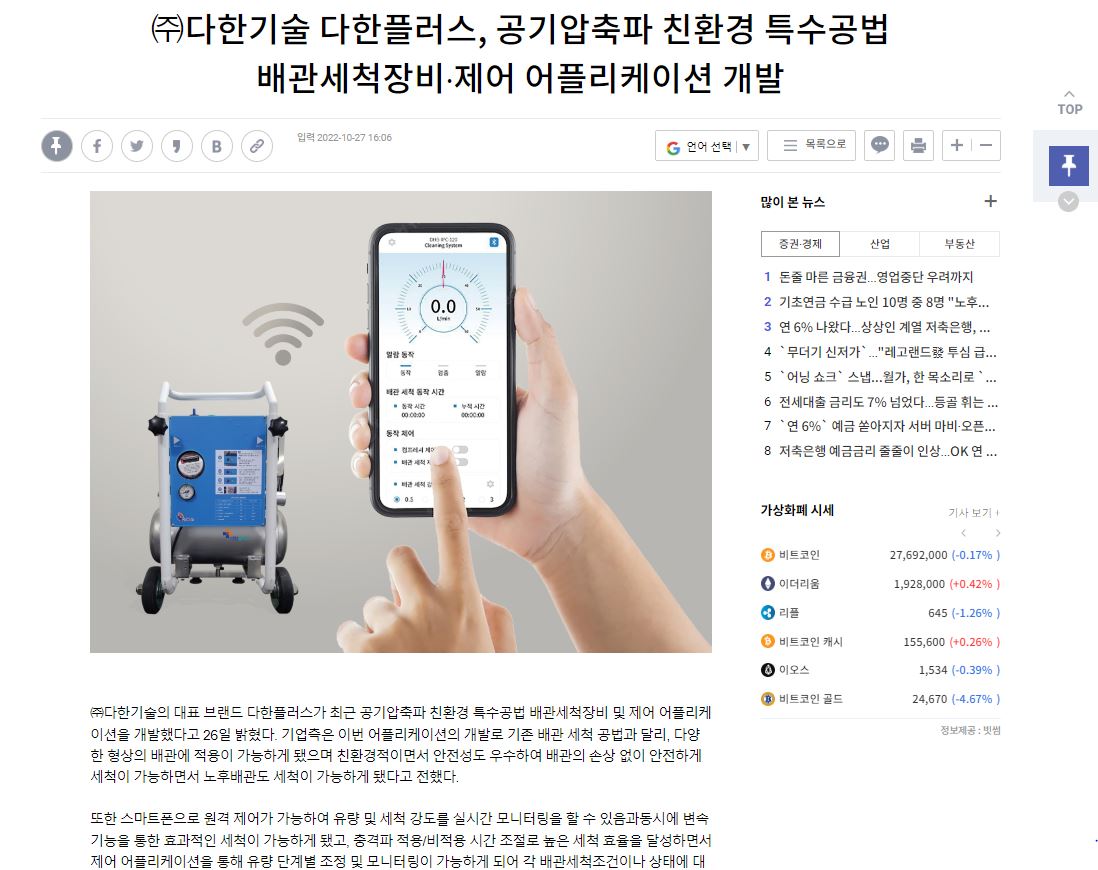 ㈜다한기술 다한플러스, 공기압축파 친환경 특수공법
배관세척장비·제어 어플리케이션 개발
TOP
입력 2022-10-27 16:06
언어 선택 ▼
목록으로
DHS-IPC-120
Cleaning System
0.0
L/min
열람 동작
동작 멈춤 열람
배관 세척 동작 시간
동작 시간 누적 시간
00:00:00 00:00:00
동작 제어
컴프레셔 제어
배관 세척
배관 세척
0.5 2 3
㈜다한기술의 대표 브랜드 다한플러스가 최근 공기압축파 친환경 특수공법 배관세척장비 및 제어 어플리케
이션을 개발했다고 26일 밝혔다. 기업측은 이번 어플리케이션의 개발로 기존 배관 세척 공법과 달리, 다양
한 형상의 배관에 적용이 가능하게 됐으며 친환경적이면서 안전성도 우수하여 배관의 손상 없이 안전하게
세척이 가능하면서 노후배관도 세척이 가능하게 됐다고 전했다.
또한 스마트폰으로 원격 제어가 가능하여 유량 및 세척 강도를 실시간 모니터링을 할 수 있음과동시에 변속
기능을 통한 효과적인 세척이 가능하게 됐고, 충격파 적용/비적용 시간 조절로 높은 세척 효율을 달성하면서
제어 어플리케이션을 통해 유량 단계별 조정 및 모니터링이 가능하게 되어 각 배관세척조건이나 상태에 대
많이 본 뉴스 +
증권·경제 산업 부동산
1 돈줄 마른 금융권...영업중단 우려까지
2 기초연금 수급 노인 10명 중 8명 "노후...
3 연 6% 나왔다...상상인 계열 저축은행, ...
4 `무더기 신저가`..."레고랜드發 투심 급...
5 `어닝 쇼크` 스냅...월가, 한 목소리로 `...
6 전세대출 금리도 7% 넘었다...등골 휘는 ...
7 `연 6%` 예금 쏟아지자 서버 마비·오픈...
8 저축은행 예금금리 줄줄이 인상...OK 연 ...
가상화폐 시세 기사 보기 +
비트코인 27,692,000 (-0.17% )
이더리움 1,928,000 (+0.42% )
리플 645 (-1.26% )
비트코인 캐시 155,600 (+0.26% )
이오스 1,534 (-0.39% )
비트코인 골드 24,670 (-4.67% )
정보제공 : 빗썸